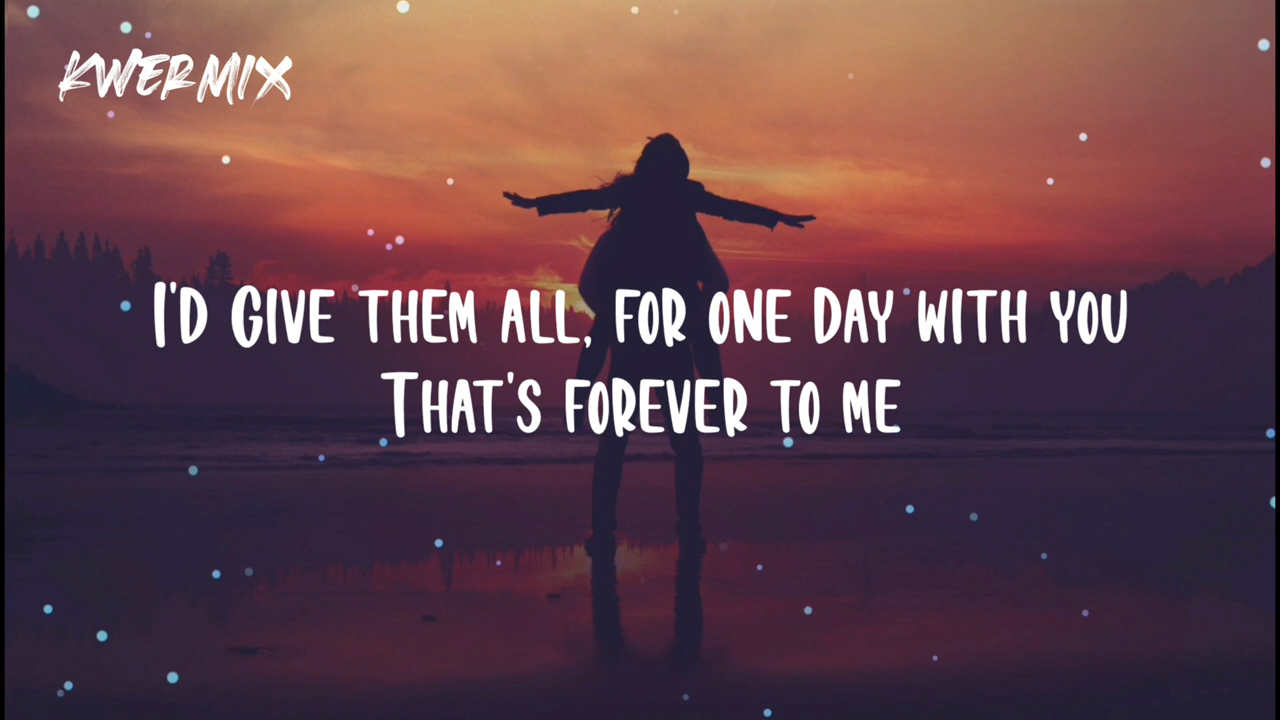 KWERMIX
I'D GIVE THEM ALL, FOR ONE DAY WITH YOU
THAT'S FOREVER TO ME